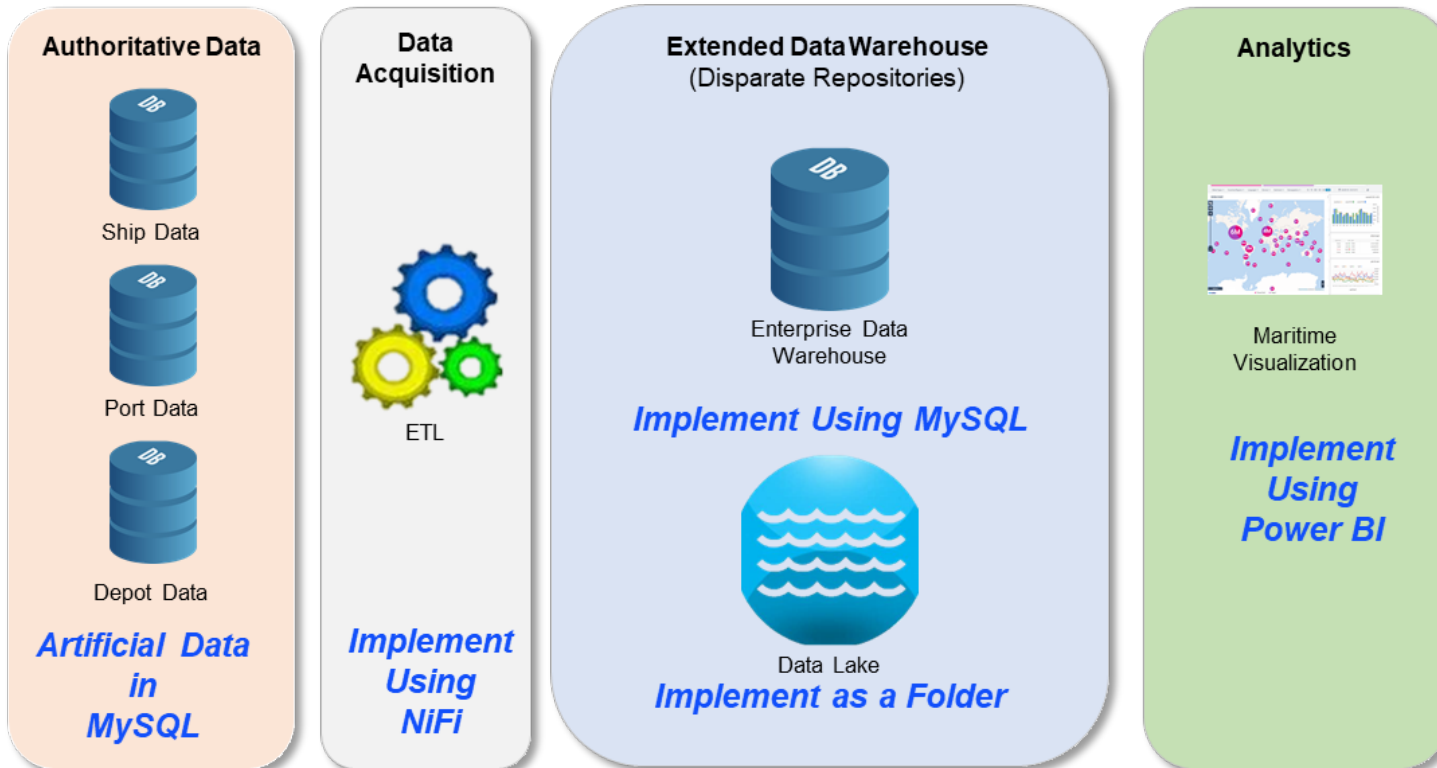 Authoritative Data
DB
Ship Data
DB
Port Data
DB
Depot Data
Artificial Data
in
MySQL
Data
Acquisition
ETL
Implement
Using
NiFi
Extended Data Warehouse
(Disparate Repositories)
DB
Enterprise Data
Warehouse
Implement Using MySQL
Data Lake
Implement as a Folder
Analytics
Maritime
Visualization
Implement
Using
Power BI